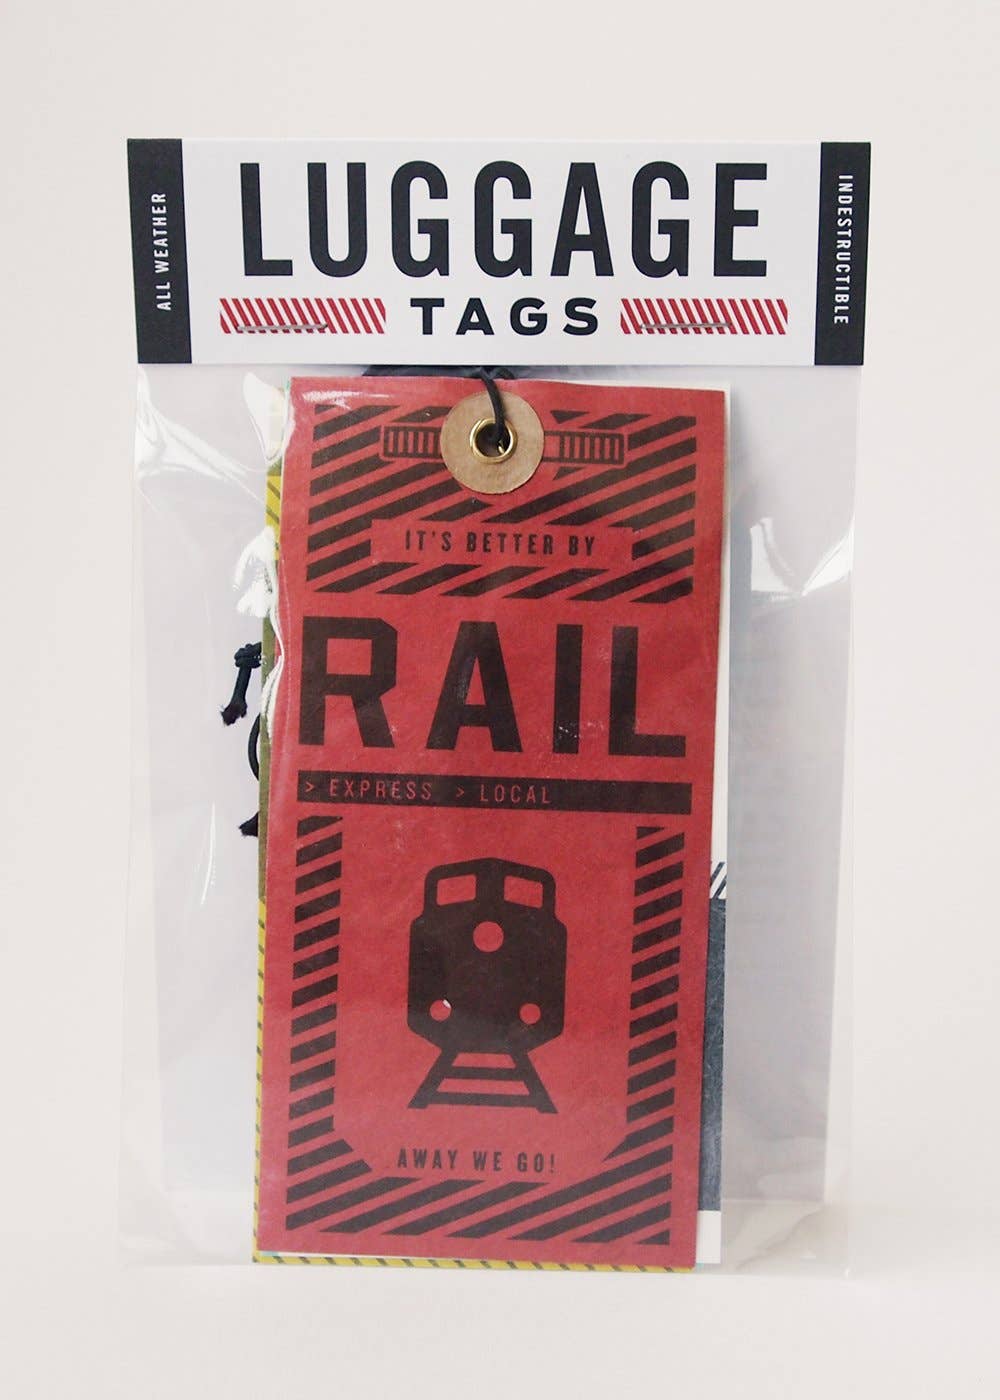 ALL WEATHER
LUGGAGE
TAGS
INDESTRUCTIBLE
IT'S BETTER BY
RAIL
> EXPRESS > LOCAL
AWAY WE GO!